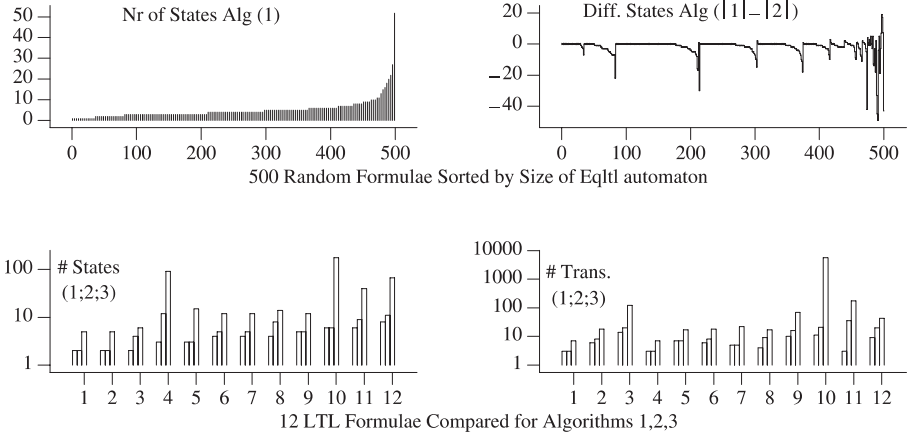 Nr of States Alg (1)
50
40
30
20
10
0
0 100 200 300 400 500
Diff. States Alg (|1|–|2|)
20
0
–20
–40
0 100 200 300 400 500
500 Random Formulae Sorted by Size of Eqltl automaton
# States
(1;2;3)
100
10
1
1 2 3 4 5 6 7 8 9 10 11 12
# Trans.
(1;2;3)
10000
1000
100
10
1
1 2 3 4 5 6 7 8 9 10 11 12
12 LTL Formulae Compared for Algorithms 1,2,3